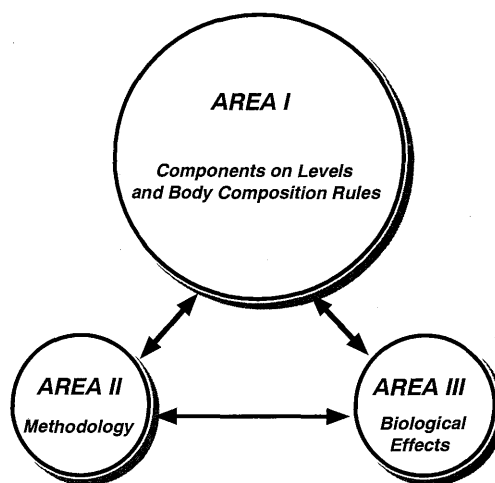 AREA I
Components on Levels
and Body Composition Rules
AREA II
Methodology
AREA III
Biological
Effects